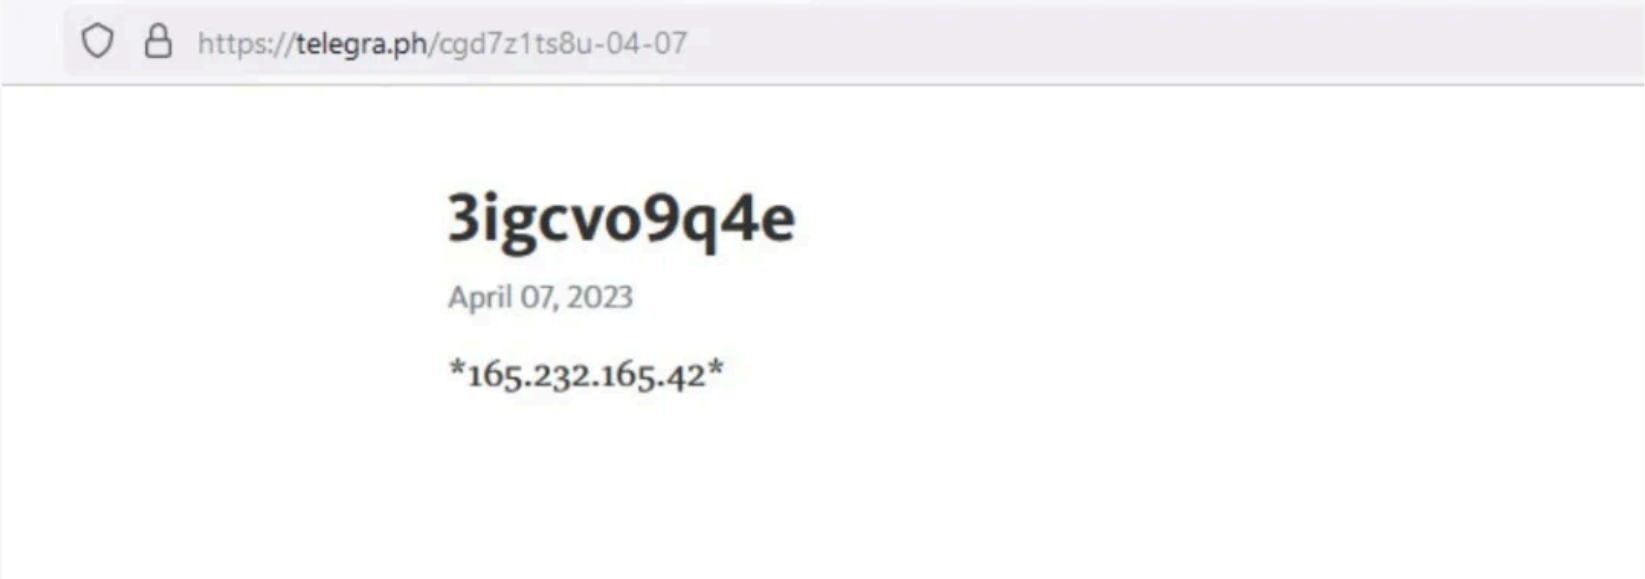 https://telegra.ph/cgd7z1ts8u-04-07
3igcvo9q4e
April 07, 2023
*165.232.165.42*